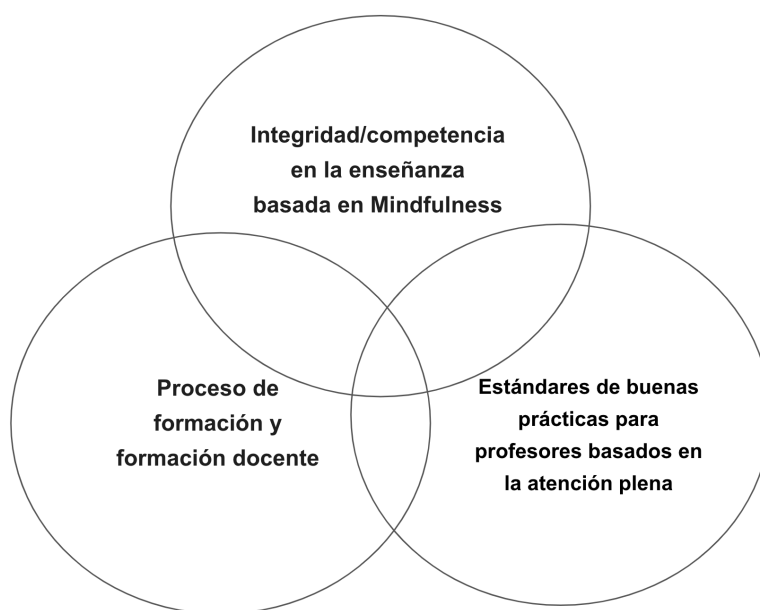 Integridad/competencia
en la enseñanza
basada en Mindfulness
Proceso de
formación y
formación docente
Estándares de buenas
prácticas para
profesores basados en
la atención plena